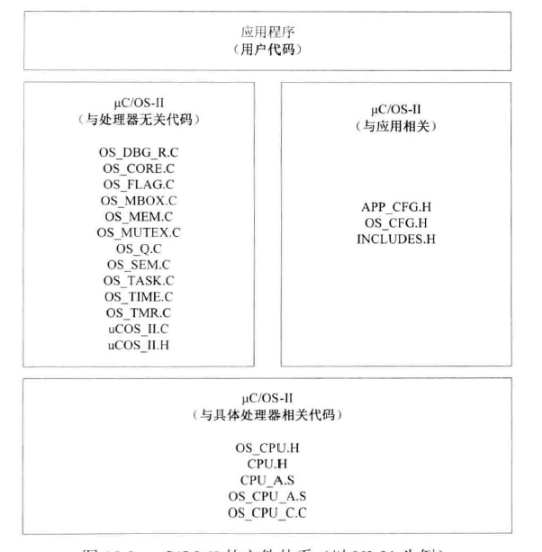 应用程序
（用户代码）
μC/OS-II
（与处理器无关代码）
OS_DBG_R.C
OS_CORE.C
OS_FLAG.C
OS_MBOX.C
OS_MEM.C
OS_MUTEX.C
OS_Q.C
OS_SEM.C
OS_TASK.C
OS_TIME.C
OS_TMR.C
uCOS_II.C
uCOS_II.H
μC/OS-II
（与应用相关）
APP_CFG.H
OS_CFG.H
INCLUDES.H
μC/OS-II
（与具体处理器相关代码）
OS_CPU.H
CPU.H
CPU_A.S
OS_CPU_A.S
OS_CPU_C.C